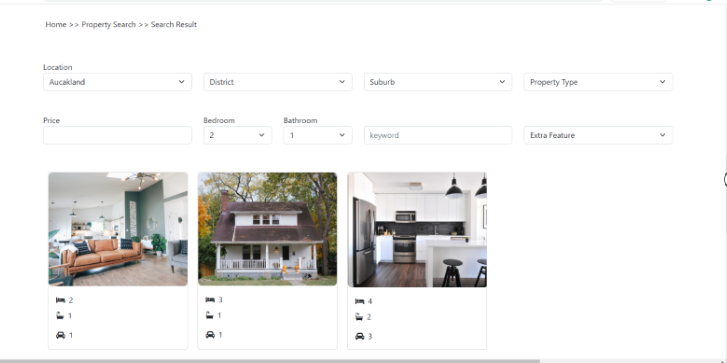 Home >> Property Search >> Search Result
Location
Aucakland District Suburb Property Type
Price Bedroom Bathroom
2 1 keyword Extra Feature
2 3 4
1 1 2
1 1 3